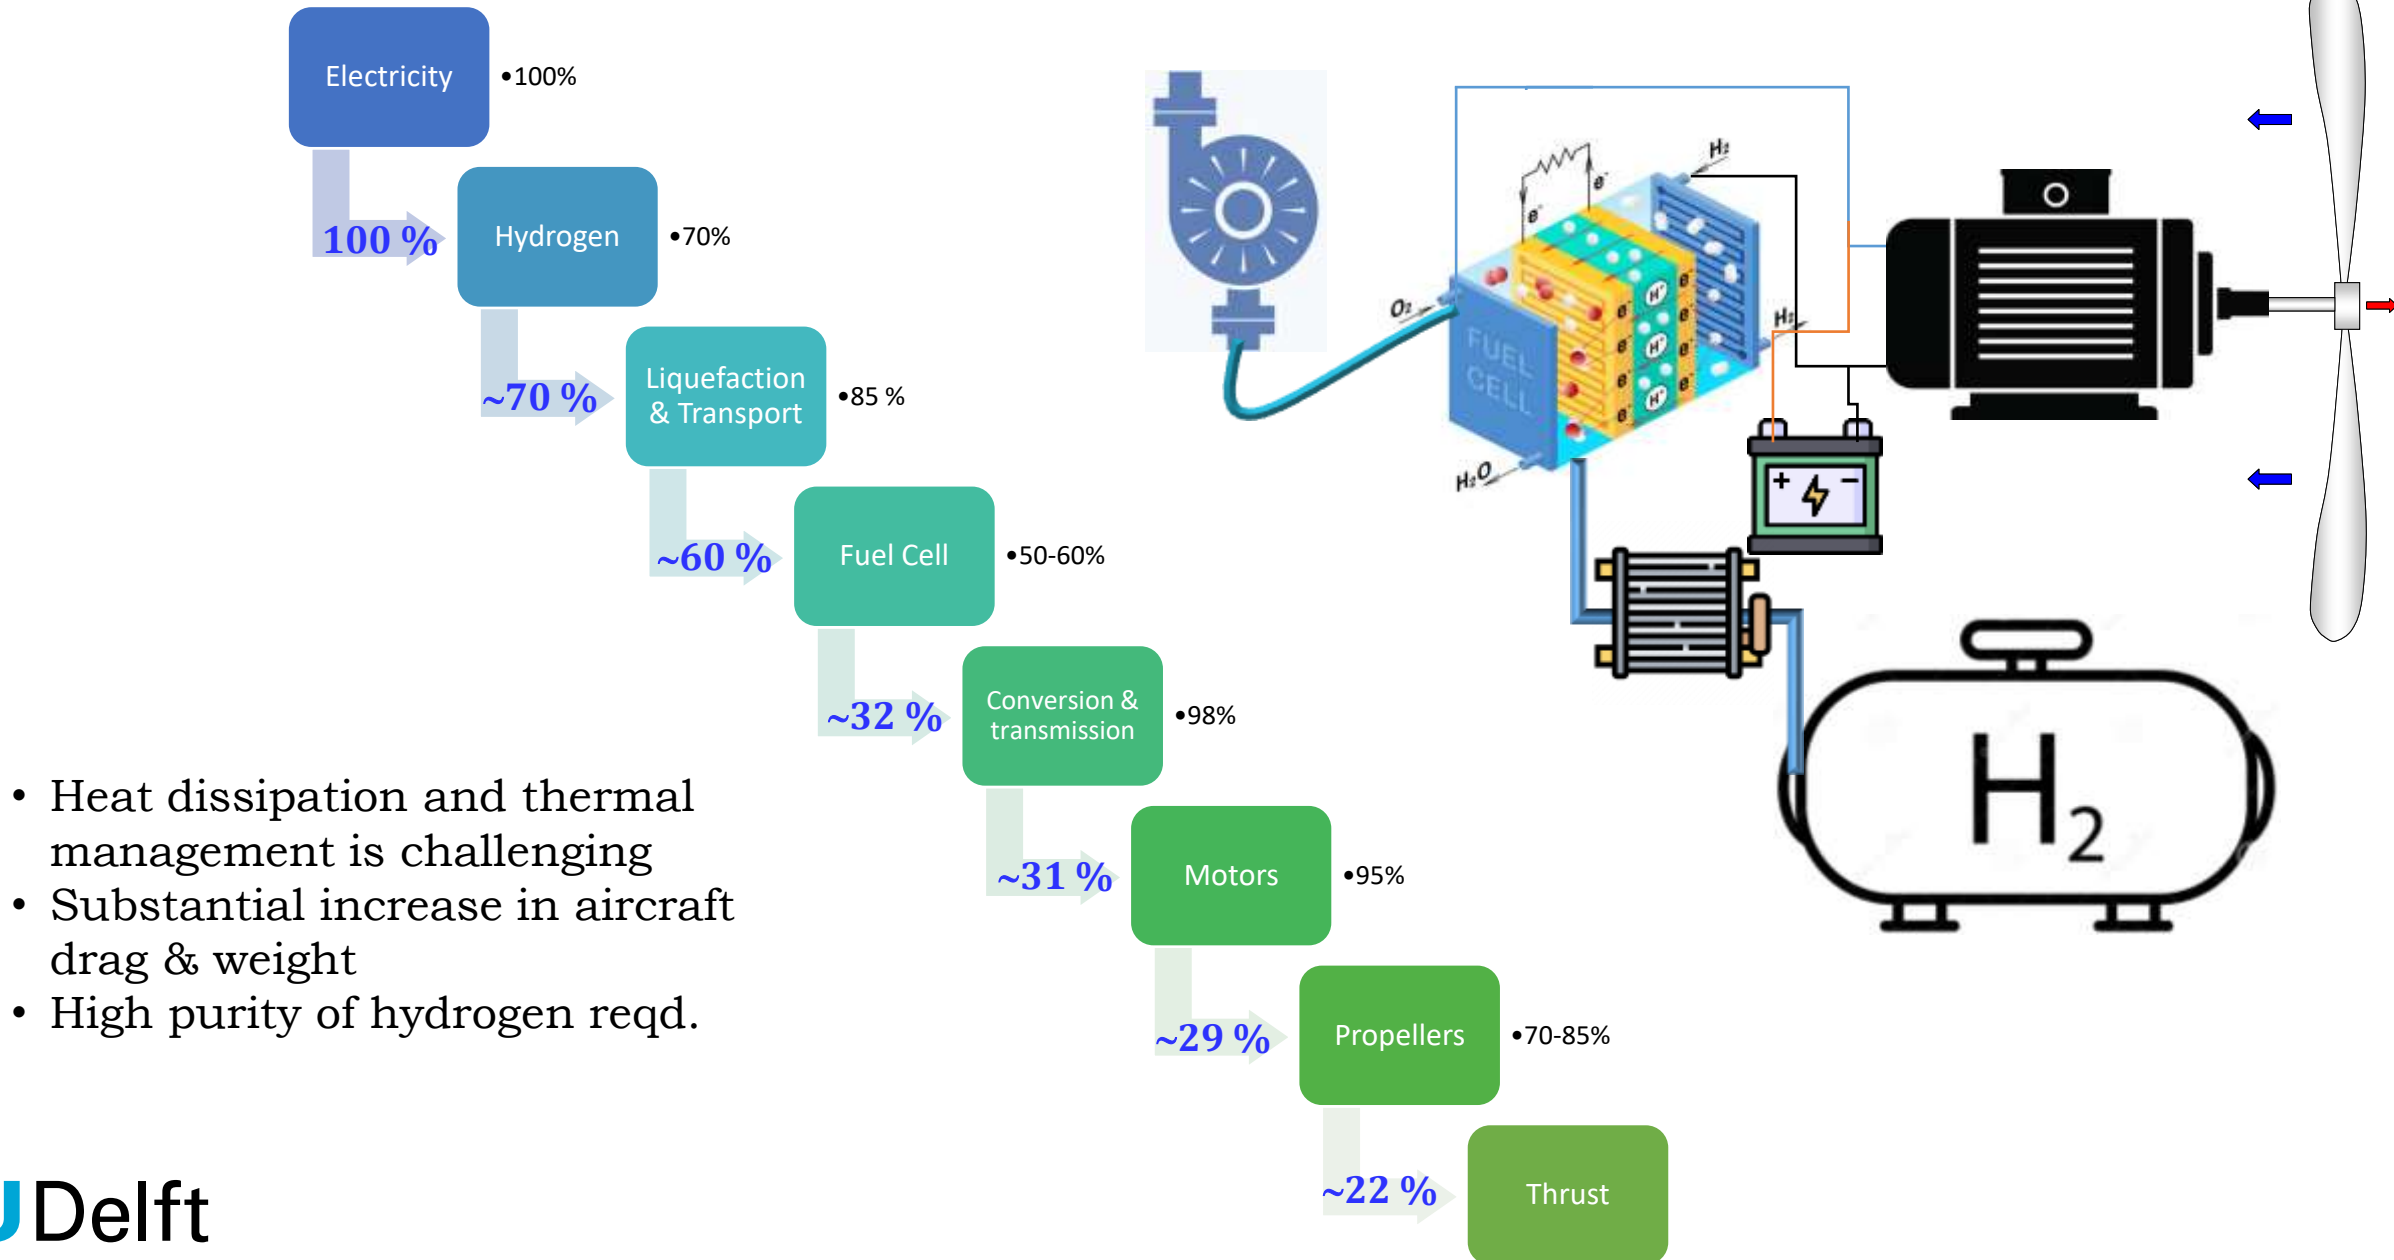 Electricity
•100%
100 %
Hydrogen
•70%
~70 %
Liquefaction
& Transport
•85 %
~60 %
Fuel Cell
•50-60%
~32 %
Conversion &
transmission
•98%
~31 %
Motors
•95%
~29 %
Propellers
•70-85%
~22 %
Thrust
• Heat dissipation and thermal
management is challenging
• Substantial increase in aircraft
drag & weight
• High purity of hydrogen reqd.
UDelft
H₂
e⁻
e⁻
O₂
H⁺
e⁻
e⁻
H₂
FUEL
CELL
e⁻
H⁺
e⁻
e⁻
H⁺
e⁻
e⁻
H₂O
+ −
H₂